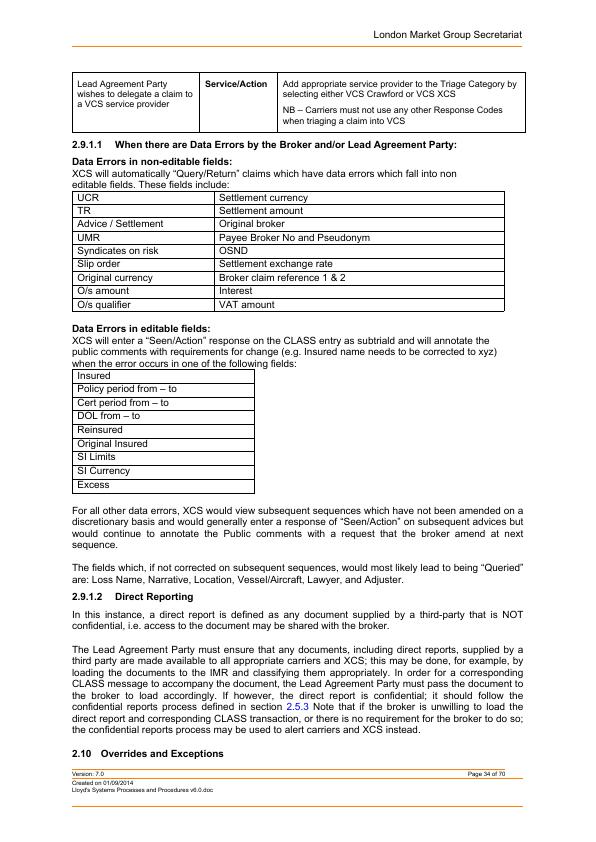 London Market Group Secretariat
Lead Agreement Party
wishes to delegate a claim to
a VCS service provider
Service/Action
Add appropriate service provider to the Triage Category by
selecting either VCS Crawford or VCS XCS
NB – Carriers must not use any other Response Codes
when triaging a claim into VCS
2.9.1.1 When there are Data Errors by the Broker and/or Lead Agreement Party:
Data Errors in non-editable fields:
XCS will automatically “Query/Return” claims which have data errors which fall into non
editable fields. These fields include:
UCR Settlement currency
TR Settlement amount
Advice / Settlement Original broker
UMR Payee Broker No and Pseudonym
Syndicates on risk OSND
Slip order Settlement exchange rate
Original currency Broker claim reference 1 & 2
O/s amount Interest
O/s qualifier VAT amount
Data Errors in editable fields:
XCS will enter a “Seen/Action” response on the CLASS entry as subtriald and will annotate the
public comments with requirements for change (e.g. Insured name needs to be corrected to xyz)
when the error occurs in one of the following fields:
Insured
Policy period from – to
Cert period from – to
DOL from – to
Reinsured
Original Insured
SI Limits
SI Currency
Excess
For all other data errors, XCS would view subsequent sequences which have not been amended on a
discretionary basis and would generally enter a response of “Seen/Action” on subsequent advices but
would continue to annotate the Public comments with a request that the broker amend at next
sequence.
The fields which, if not corrected on subsequent sequences, would most likely lead to being “Queried”
are: Loss Name, Narrative, Location, Vessel/Aircraft, Lawyer, and Adjuster.
2.9.1.2 Direct Reporting
In this instance, a direct report is defined as any document supplied by a third-party that is NOT
confidential, i.e. access to the document may be shared with the broker.
The Lead Agreement Party must ensure that any documents, including direct reports, supplied by a
third party are made available to all appropriate carriers and XCS; this may be done, for example, by
loading the documents to the IMR and classifying them appropriately. In order for a corresponding
CLASS message to accompany the document, the Lead Agreement Party must pass the document to
the broker to load accordingly. If however, the direct report is confidential; it should follow the
confidential reports process defined in section 2.5.3 Note that if the broker is unwilling to load the
direct report and corresponding CLASS transaction, or there is no requirement for the broker to do so;
the confidential reports process may be used to alert carriers and XCS instead.
2.10 Overrides and Exceptions
Version: 7.0 Page 34 of 70
Created on 01/09/2014
Lloyd's Systems Processes and Procedures v6.0.doc